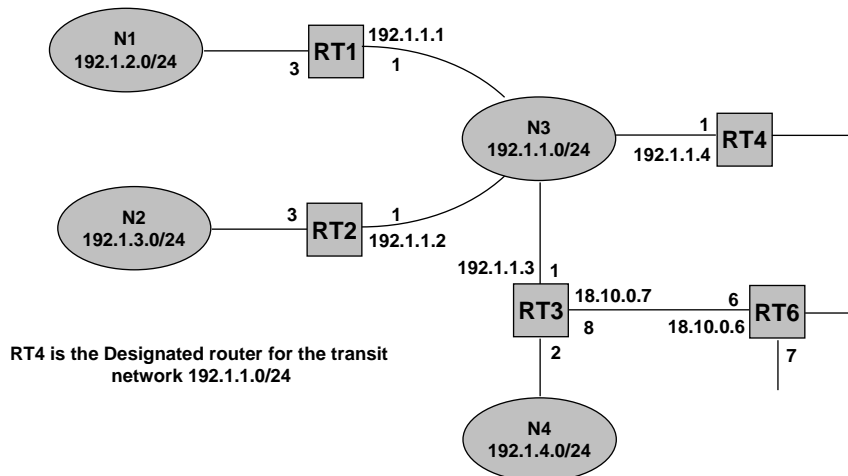 N1
192.1.2.0/24
RT1
192.1.1.1
3
1
N3
192.1.1.0/24
1
192.1.1.4
RT4
N2
192.1.3.0/24
3
RT2
1
192.1.1.2
192.1.1.3
1
RT3
18.10.0.7
8
2
6
18.10.0.6
RT6
7
RT4 is the Designated router for the transit
network 192.1.1.0/24
N4
192.1.4.0/24